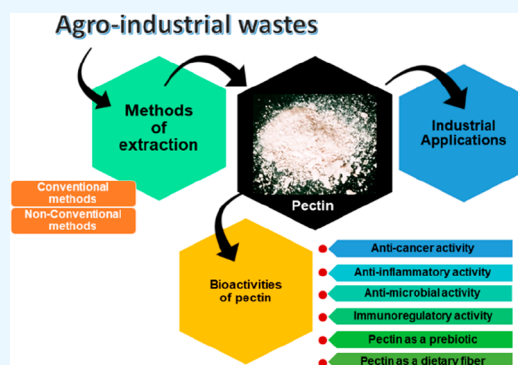 Agro-industrial wastes
Methods
of
extraction
Conventional
methods
Non-Conventional
methods
Pectin
Industrial
Applications
Bioactivities
of pectin
Anti-cancer activity
Anti-inflammatory activity
Anti-microbial activity
Immunoregulatory activity
Pectin as a prebiotic
Pectin as a dietary fiber